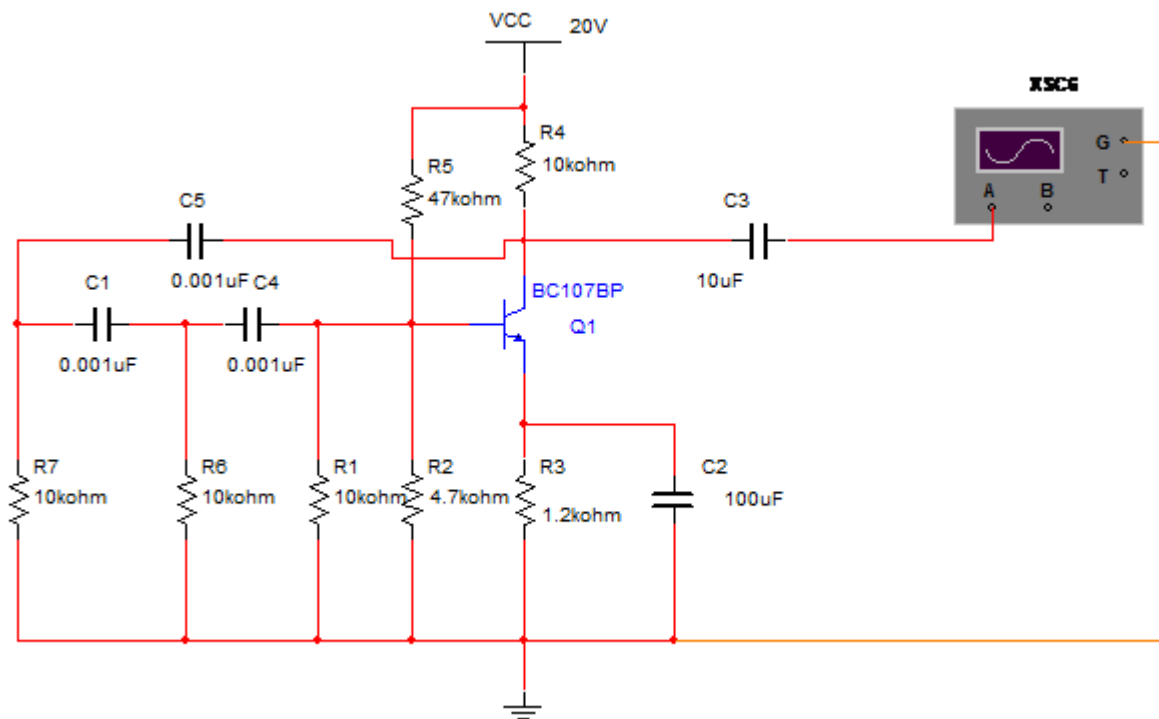 VCC 20V
XSC6
R4
10kohm
G
T
A B
R5
47kohm
C5
0.001uF
C3
10uF
C1
0.001uF
C4
0.001uF
BC107BP
Q1
R7
10kohm
R6
10kohm
R1
10kohm
R2
4.7kohm
R3
1.2kohm
C2
100uF